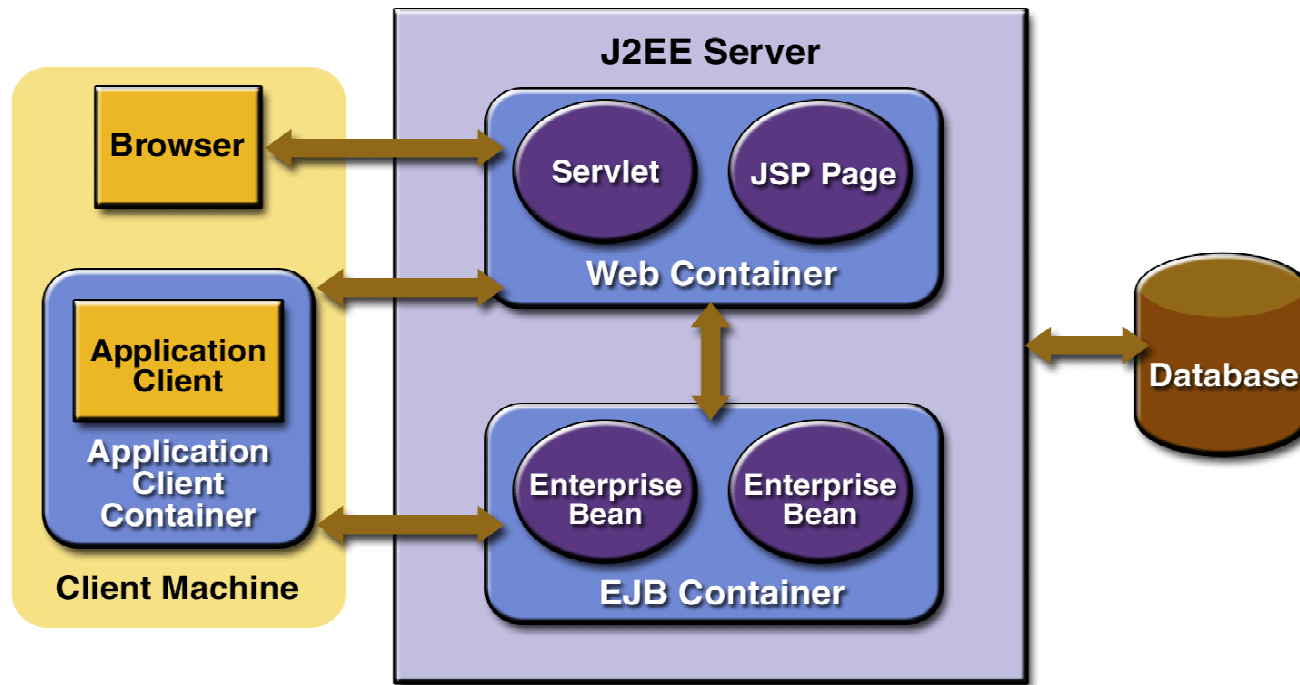 J2EE Server
Browser
Servlet
JSP Page
Web Container
Application
Client
Application
Client
Container
Client Machine
Enterprise
Bean
Enterprise
Bean
EJB Container
Database